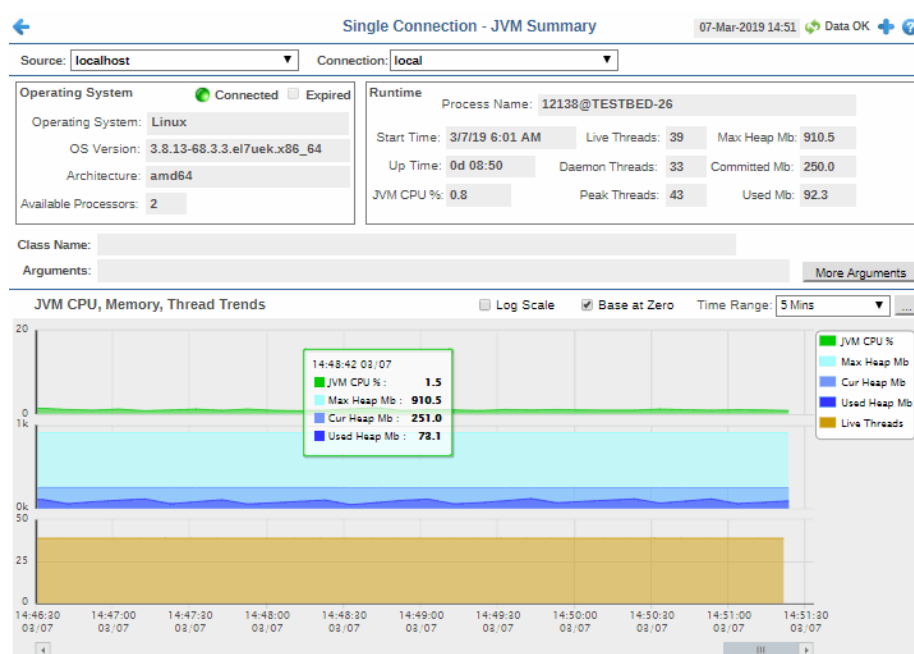 Single Connection - JVM Summary
07-Mar-2019 14:51 Data OK
Source: localhost Connection: local
Operating System Connected Expired
Operating System: Linux
OS Version: 3.8.13-68.3.3.el7uek.x86_64
Architecture: amd64
Available Processors: 2
Runtime
Process Name: 12138@TESTBED-26
Start Time: 3/7/19 6:01 AM Live Threads: 39 Max Heap Mb: 910.5
Up Time: 0d 08:50 Daemon Threads: 33 Committed Mb: 250.0
JVM CPU %: 0.8 Peak Threads: 43 Used Mb: 92.3
Class Name:
Arguments: More Arguments
JVM CPU, Memory, Thread Trends Log Scale Base at Zero Time Range: 5 Mins ...
20
0
1k
0k
50
25
0
14:48:42 03/07
JVM CPU % : 1.5
Max Heap Mb : 910.5
Cur Heap Mb : 251.0
Used Heap Mb : 73.1
JVM CPU %
Max Heap Mb
Cur Heap Mb
Used Heap Mb
Live Threads
14:46:30 14:47:00 14:47:30 14:48:00 14:48:30 14:49:00 14:49:30 14:50:00 14:50:30 14:51:00 14:51:30
03/07 03/07 03/07 03/07 03/07 03/07 03/07 03/07 03/07 03/07 03/07